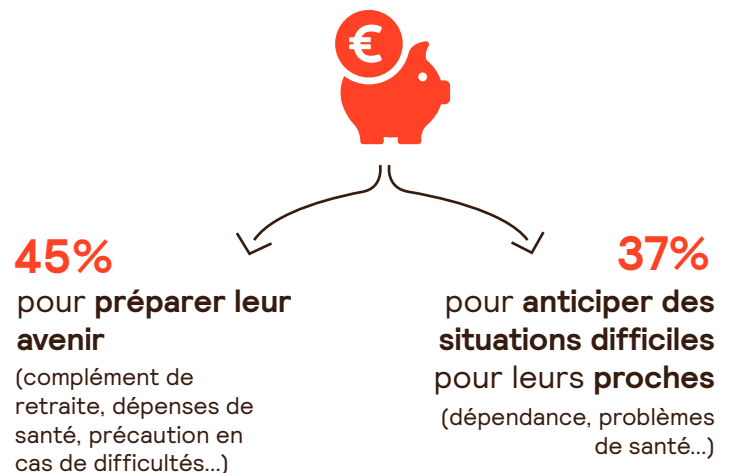 €
45%
pour préparer leur
avenir
(complément de
retraite, dépenses de
santé, précaution en
cas de difficultés...)
37%
pour anticiper des
situations difficiles
pour leurs proches
(dépendance, problèmes
de santé...)